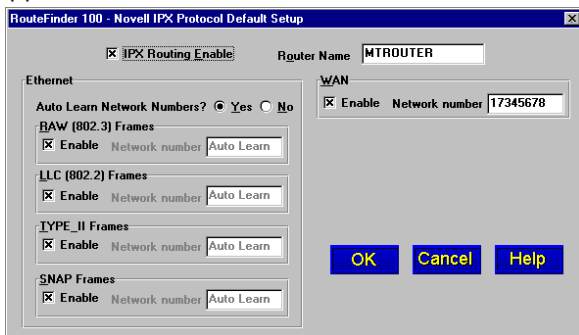 RouteFinder 100 - Novell IPX Protocol Default Setup
IPX Routing Enable
Router Name MTROUTER
Ethernet
Auto Learn Network Numbers? Yes No
RAW (802.3) Frames
Enable Network number Auto Learn
LLC (802.2) Frames
Enable Network number Auto Learn
TYPE_II Frames
Enable Network number Auto Learn
SNAP Frames
Enable Network number Auto Learn
WAN
Enable Network number 17345678
OK Cancel Help